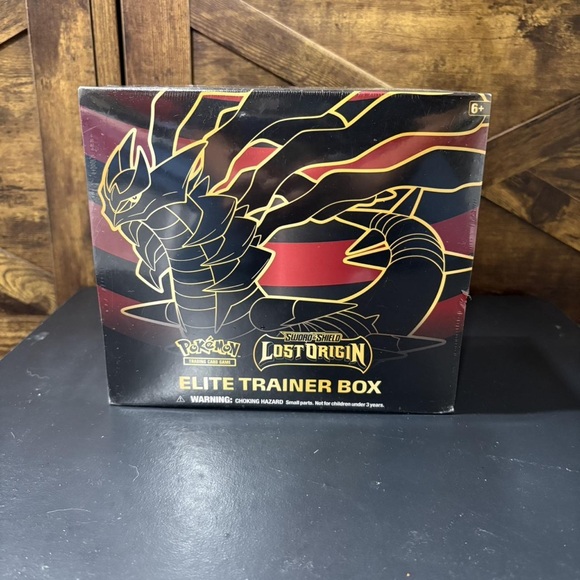 6+
POKÉMON
TRADING CARD GAME
SWORD & SHIELD
LOST ORIGIN
ELITE TRAINER BOX
WARNING: CHOKING HAZARD Small parts. Not for children under 3 years.